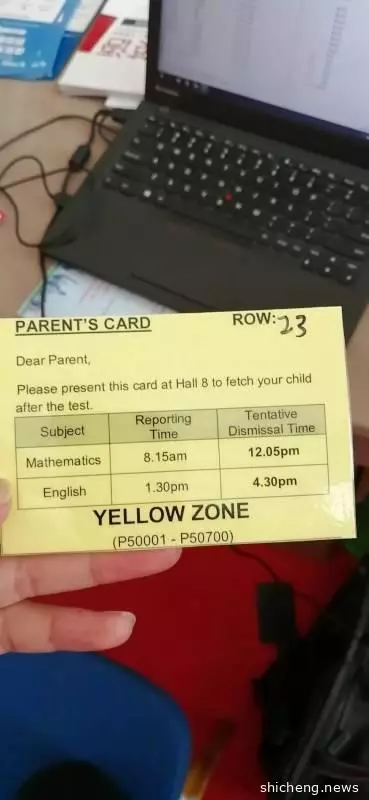 PARENT'S CARD ROW: 23
Dear Parent,
Please present this card at Hall 8 to fetch your child
after the test.
Subject Reporting Time Tentative Dismissal Time
Mathematics 8.15am 12.05pm
English 1.30pm 4.30pm
YELLOW ZONE
(P50001 - P50700)
shicheng.news